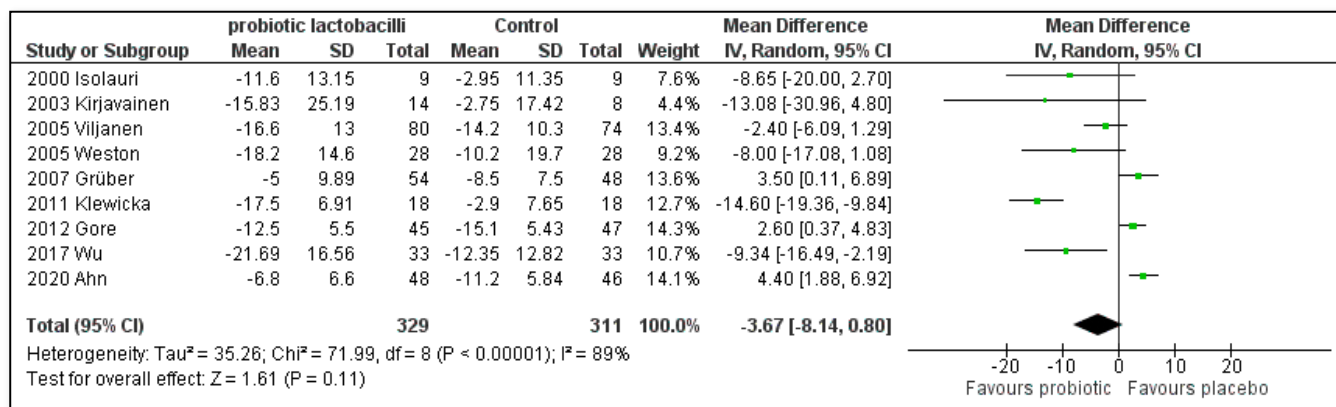 probiotic lactobacilli Control Mean Difference Mean Difference
Study or Subgroup Mean SD Total Mean SD Total Weight IV, Random, 95% CI IV, Random, 95% CI
2000 Isolauri -11.6 13.15 9 -2.95 11.35 9 7.6% -8.65 [-20.00, 2.70]
2003 Kirjavainen -15.83 25.19 14 -2.75 17.42 8 4.4% -13.08 [-30.96, 4.80]
2005 Viljanen -16.6 13 80 -14.2 10.3 74 13.4% -2.40 [-6.09, 1.29]
2005 Weston -18.2 14.6 28 -10.2 19.7 28 9.2% -8.00 [-17.08, 1.08]
2007 Grüber -5 9.89 54 -8.5 7.5 48 13.6% 3.50 [0.11, 6.89]
2011 Klewicka -17.5 6.91 18 -2.9 7.65 18 12.7% -14.60 [-19.36, -9.84]
2012 Gore -12.5 5.5 45 -15.1 5.43 47 14.3% 2.60 [0.37, 4.83]
2017 Wu -21.69 16.56 33 -12.35 12.82 33 10.7% -9.34 [-16.49, -2.19]
2020 Ahn -6.8 6.6 48 -11.2 5.84 46 14.1% 4.40 [1.88, 6.92]
Total (95% CI) 329 311 100.0% -3.67 [-8.14, 0.80]
Heterogeneity: Tau² = 35.26; Chi² = 71.99, df = 8 (P < 0.00001); I² = 89%
Test for overall effect: Z = 1.61 (P = 0.11)
-20 -10 0 10 20
Favours probiotic Favours placebo